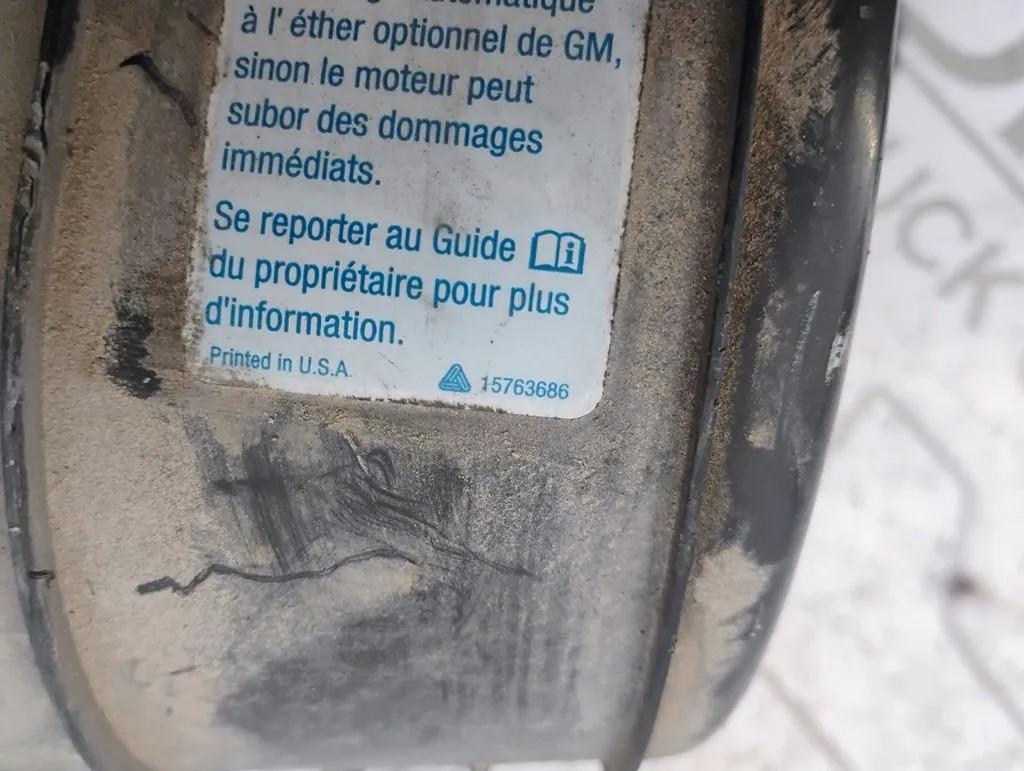 automatique
à l' éther optionnel de GM,
sinon le moteur peut
subor des dommages
immédiats.
Se reporter au Guide
du propriétaire pour plus
d'information.
Printed in U.S.A.
15763686